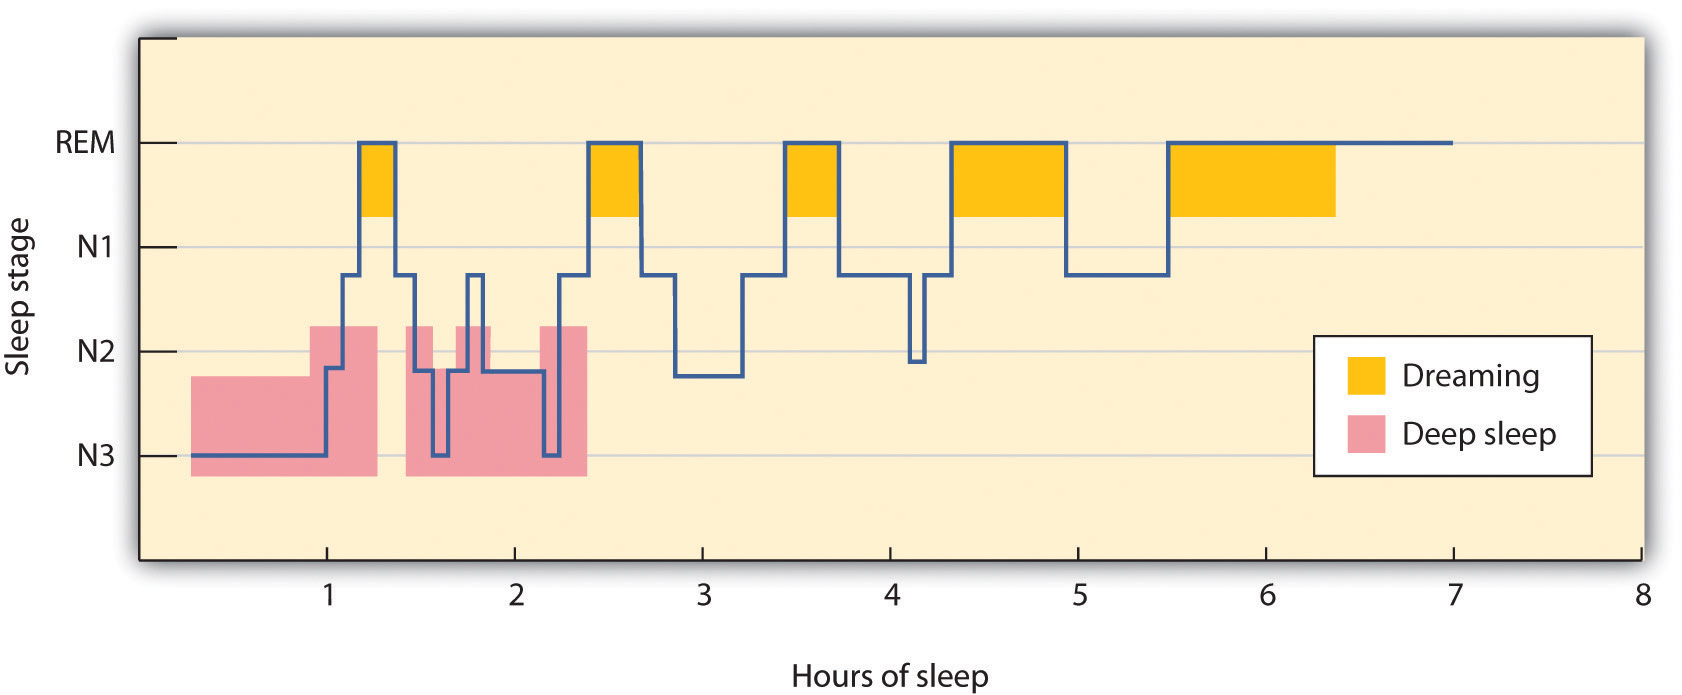 REM
N1
N2
N3
Sleep stage
Dreaming
Deep sleep
1 2 3 4 5 6 7 8
Hours of sleep